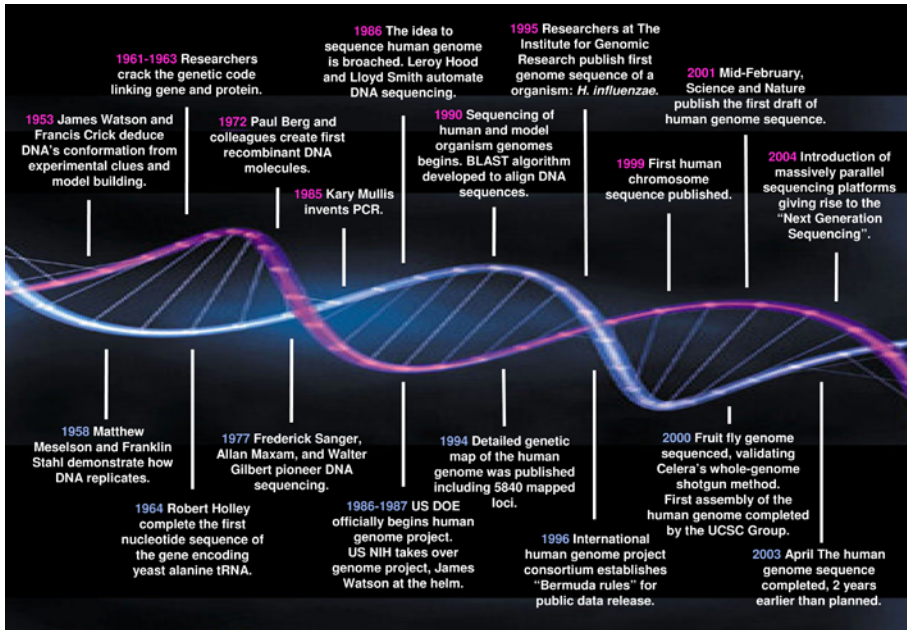 1953 James Watson and
Francis Crick deduce
DNA's conformation from
experimental clues and
model building.
1961-1963 Researchers
crack the genetic code
linking gene and protein.
1972 Paul Berg and
colleagues create first
recombinant DNA
molecules.
1985 Kary Mullis
invents PCR.
1986 The idea to
sequence human genome
is broached. Leroy Hood
and Lloyd Smith automate
DNA sequencing.
1990 Sequencing of
human and model
organism genomes
begins. BLAST algorithm
developed to align DNA
sequences.
1995 Researchers at The
Institute for Genomic
Research publish first
genome sequence of a
organism: H. influenzae.
1999 First human
chromosome
sequence published.
2001 Mid-February,
Science and Nature
publish the first draft of
human genome sequence.
2004 Introduction of
massively parallel
sequencing platforms
giving rise to the
“Next Generation
Sequencing”.
1958 Matthew
Meselson and Franklin
Stahl demonstrate how
DNA replicates.
1964 Robert Holley
complete the first
nucleotide sequence of
the gene encoding
yeast alanine tRNA.
1977 Frederick Sanger,
Allan Maxam, and Walter
Gilbert pioneer DNA
sequencing.
1986-1987 US DOE
officially begins human
genome project.
US NIH takes over
genome project, James
Watson at the helm.
1994 Detailed genetic
map of the human
genome was published
including 5840 mapped
loci.
1996 International
human genome project
consortium establishes
“Bermuda rules” for
public data release.
2000 Fruit fly genome
sequenced, validating
Celera's whole-genome
shotgun method.
First assembly of the
human genome completed
by the UCSC Group.
2003 April The human
genome sequence
completed, 2 years
earlier than planned.